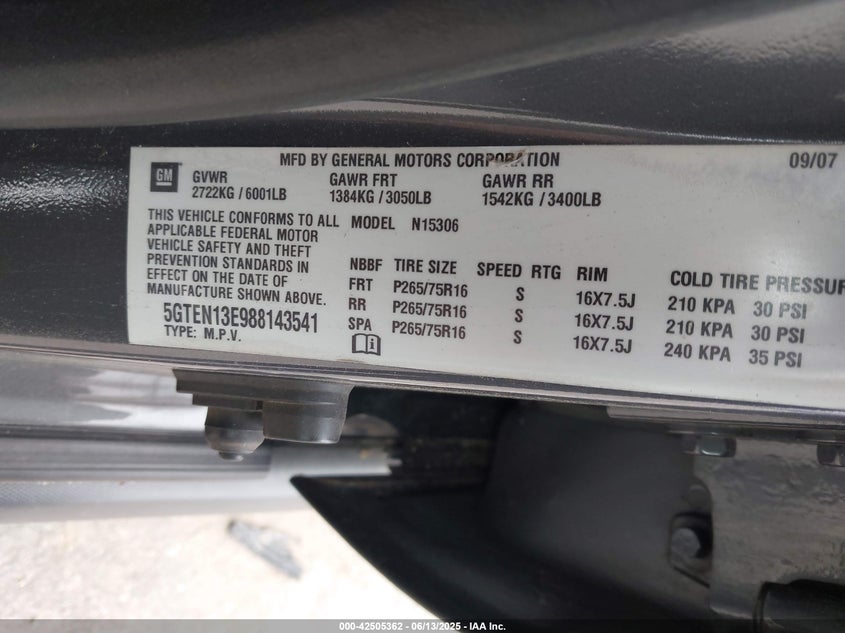 MFD BY GENERAL MOTORS CORPORATION 09/07
GM
GVWR GAWR FRT GAWR RR
2722KG / 6001LB 1384KG / 3050LB 1542KG / 3400LB
THIS VEHICLE CONFORMS TO ALL
APPLICABLE FEDERAL MOTOR
VEHICLE SAFETY AND THEFT
PREVENTION STANDARDS IN
EFFECT ON THE DATE OF
MANUFACTURE SHOWN ABOVE.
5GTEN13E988143541
TYPE: M.P.V.
MODEL N15306
NBBF TIRE SIZE SPEED RTG RIM COLD TIRE PRESSUR
FRT P265/75R16 S 16X7.5J 210 KPA 30 PSI
RR P265/75R16 S 16X7.5J 210 KPA 30 PSI
SPA P265/75R16 S 16X7.5J 240 KPA 35 PSI
000-42505362 - 06/13/2025 - IAA Inc.